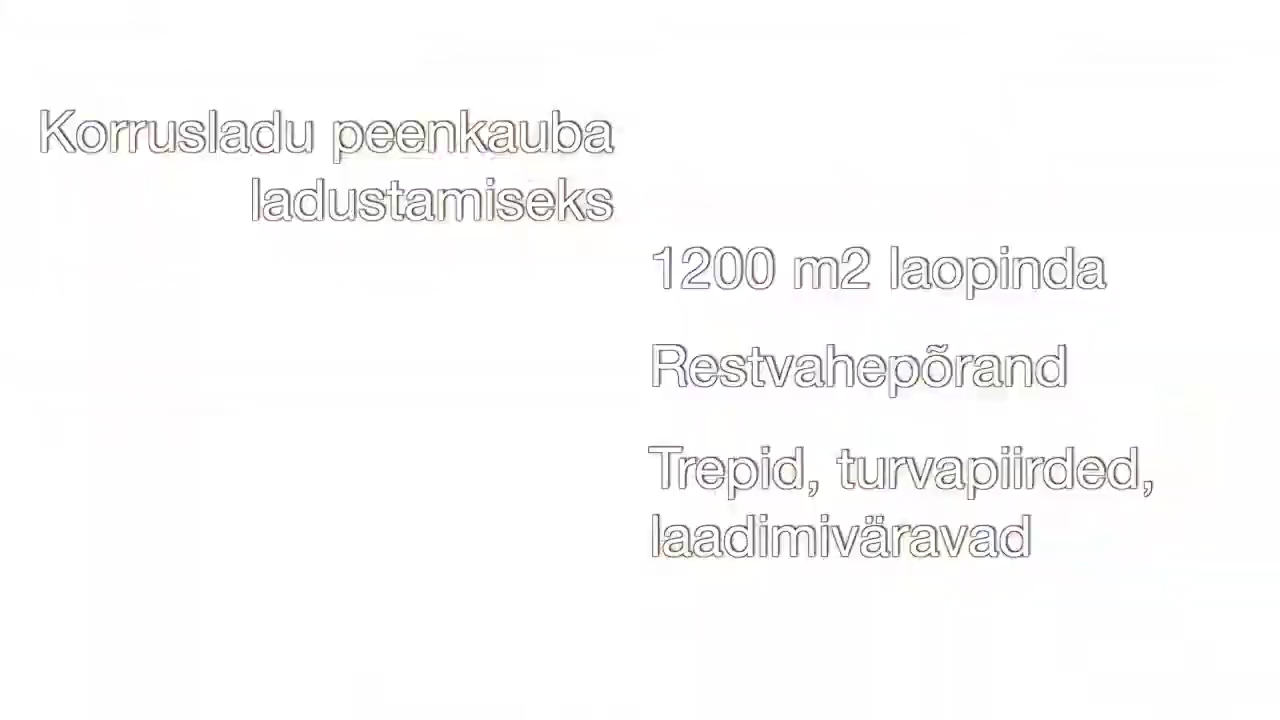 Korrusladu peenkauba
ladustamiseks
1200 m2 laopinda
Restvahepõrand
Trepid, turvapiirded,
laadimiväravad